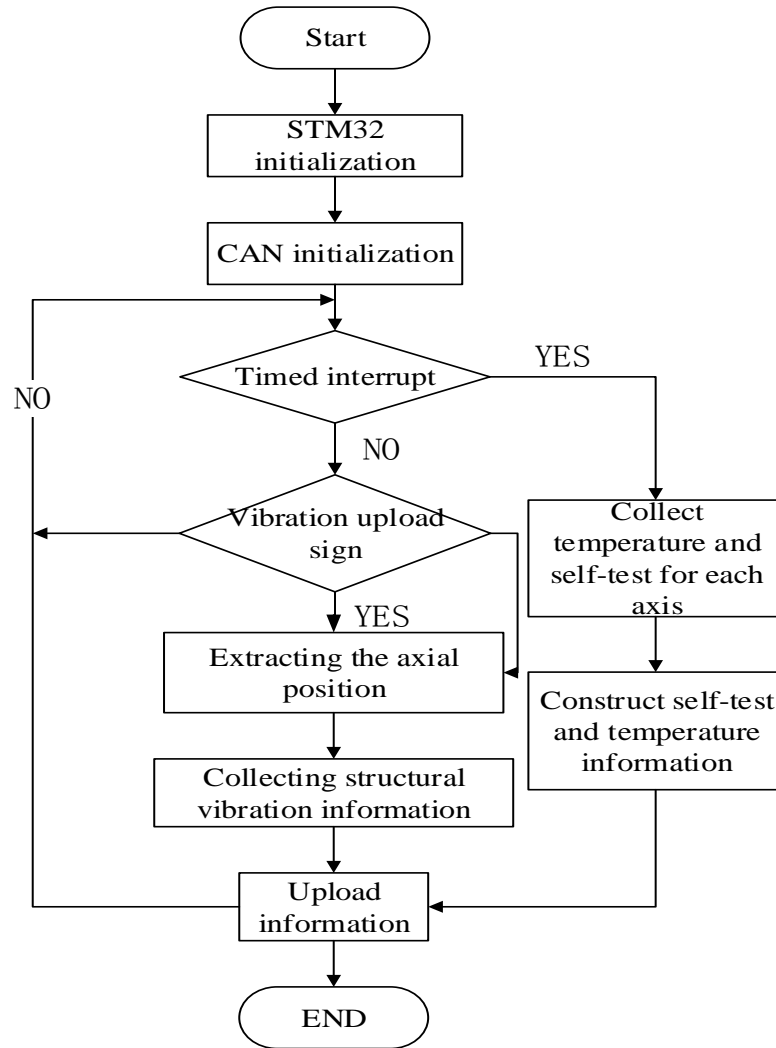 Start
STM32
initialization
CAN initialization
Timed interrupt
YES
NO
NO
Vibration upload
sign
YES
Collect
temperature and
self-test for each
axis
Extracting the axial
position
Construct self-test
and temperature
information
Collecting structural
vibration information
Upload
information
END